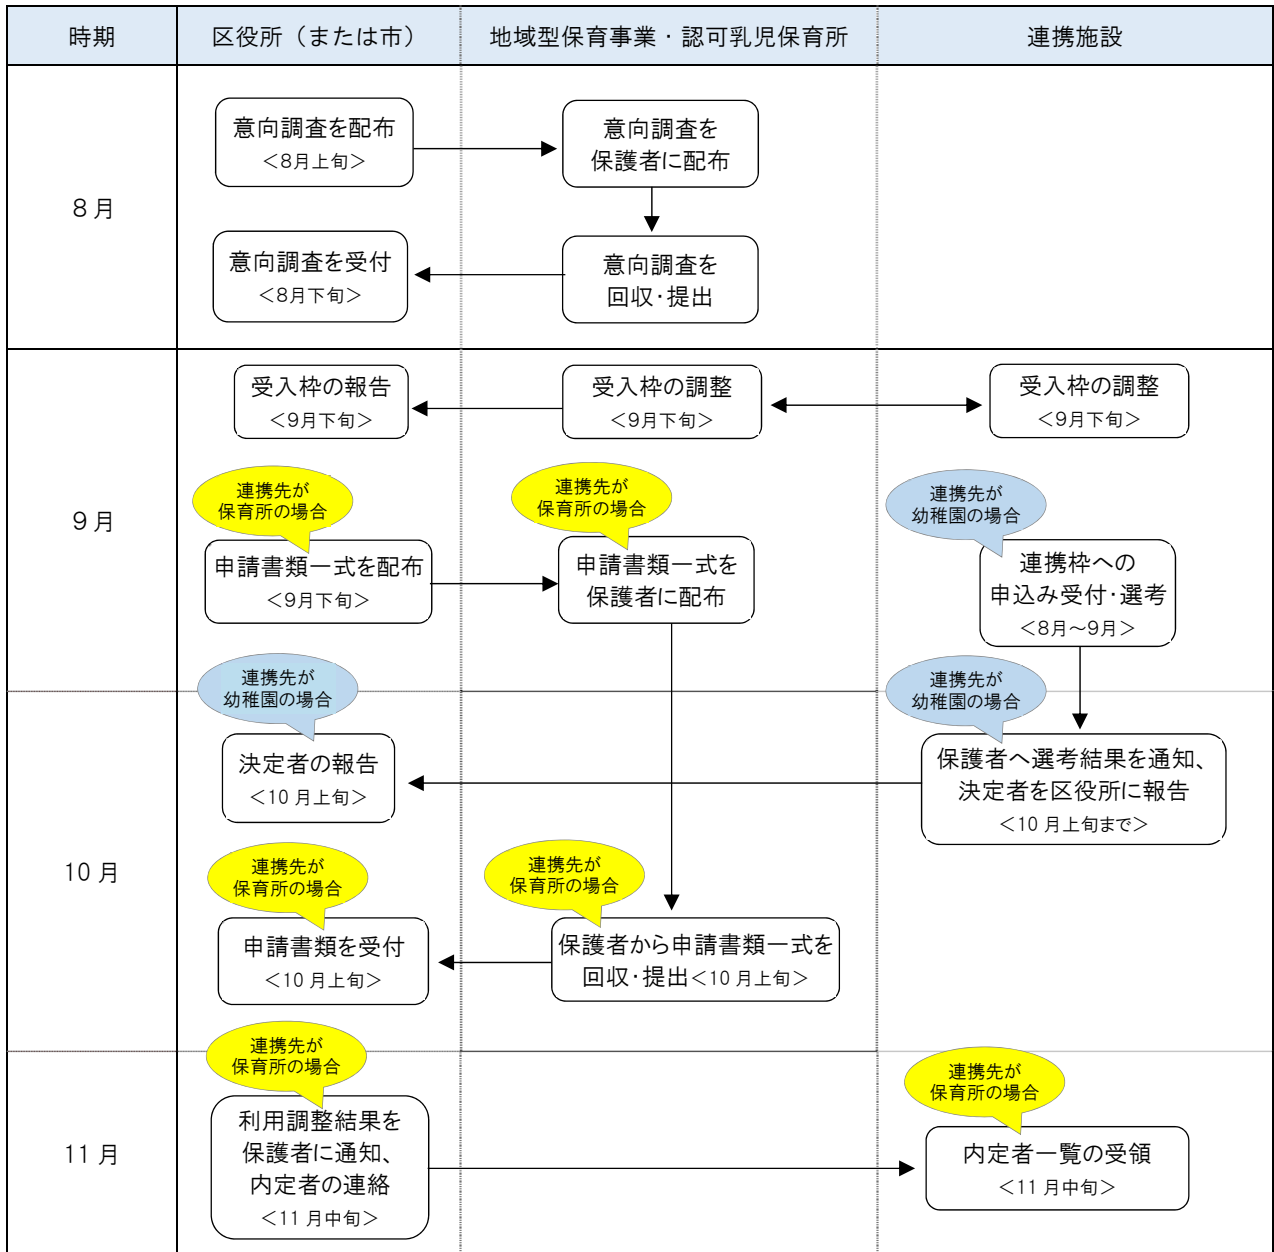 時期
区役所（または市）
地域型保育事業・認可乳児保育所
連携施設
８月
意向調査を配布
＜8月上旬＞
意向調査を
保護者に配布
意向調査を受付
＜8月下旬＞
意向調査を
回収・提出
９月
受入枠の報告
＜9月下旬＞
受入枠の調整
＜9月下旬＞
受入枠の調整
＜9月下旬＞
連携先が
保育所の場合
申請書類一式を配布
＜9月下旬＞
連携先が
保育所の場合
申請書類一式を
保護者に配布
連携先が
幼稚園の場合
連携枠への
申込み受付・選考
＜8月～9月＞
10 月
連携先が
幼稚園の場合
決定者の報告
＜10 月上旬＞
連携先が
幼稚園の場合
保護者へ選考結果を通知、
決定者を区役所に報告
＜10 月上旬まで＞
連携先が
保育所の場合
申請書類を受付
＜10 月上旬＞
連携先が
保育所の場合
保護者から申請書類一式を
回収・提出＜10 月上旬＞
11 月
連携先が
保育所の場合
利用調整結果を
保護者に通知、
内定者の連絡
＜11 月中旬＞
連携先が
保育所の場合
内定者一覧の受領
＜11 月中旬＞